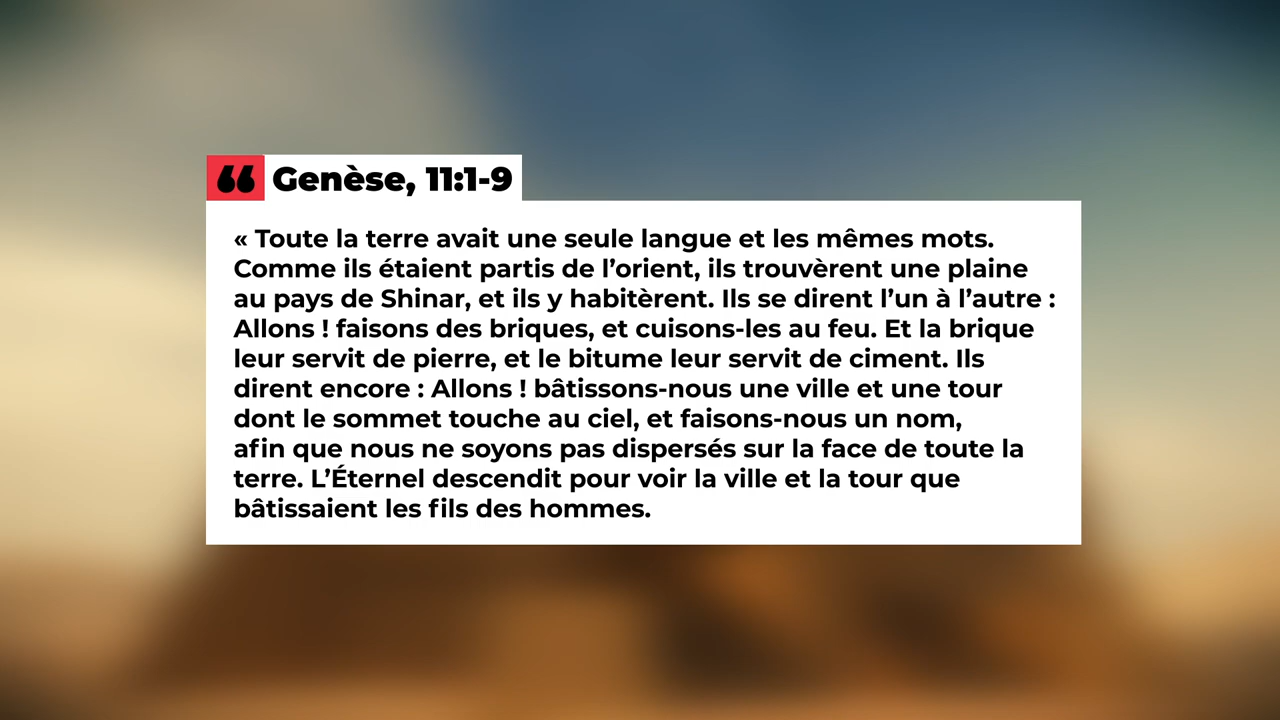 ❝ Genèse, 11:1-9
« Toute la terre avait une seule langue et les mêmes mots.
Comme ils étaient partis de l’orient, ils trouvèrent une plaine
au pays de Shinar, et ils y habitèrent. Ils se dirent l’un à l’autre :
Allons ! faisons des briques, et cuisons-les au feu. Et la brique
leur servit de pierre, et le bitume leur servit de ciment. Ils
dirent encore : Allons ! bâtissons-nous une ville et une tour
dont le sommet touche au ciel, et faisons-nous un nom,
afin que nous ne soyons pas dispersés sur la face de toute la
terre. L’Éternel descendit pour voir la ville et la tour que
bâtissaient les fils des hommes.